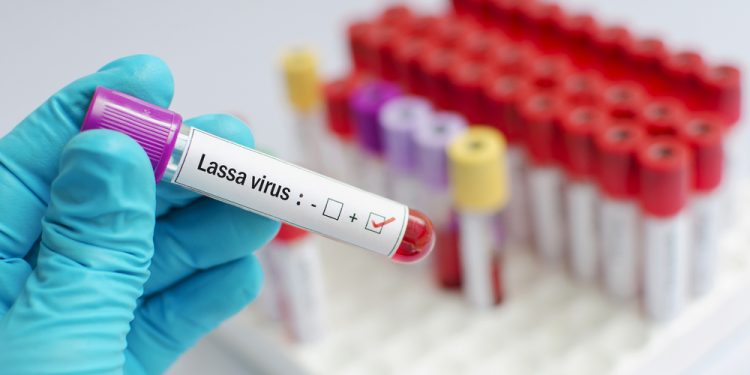 Lassa virus : - ☐ + ☑